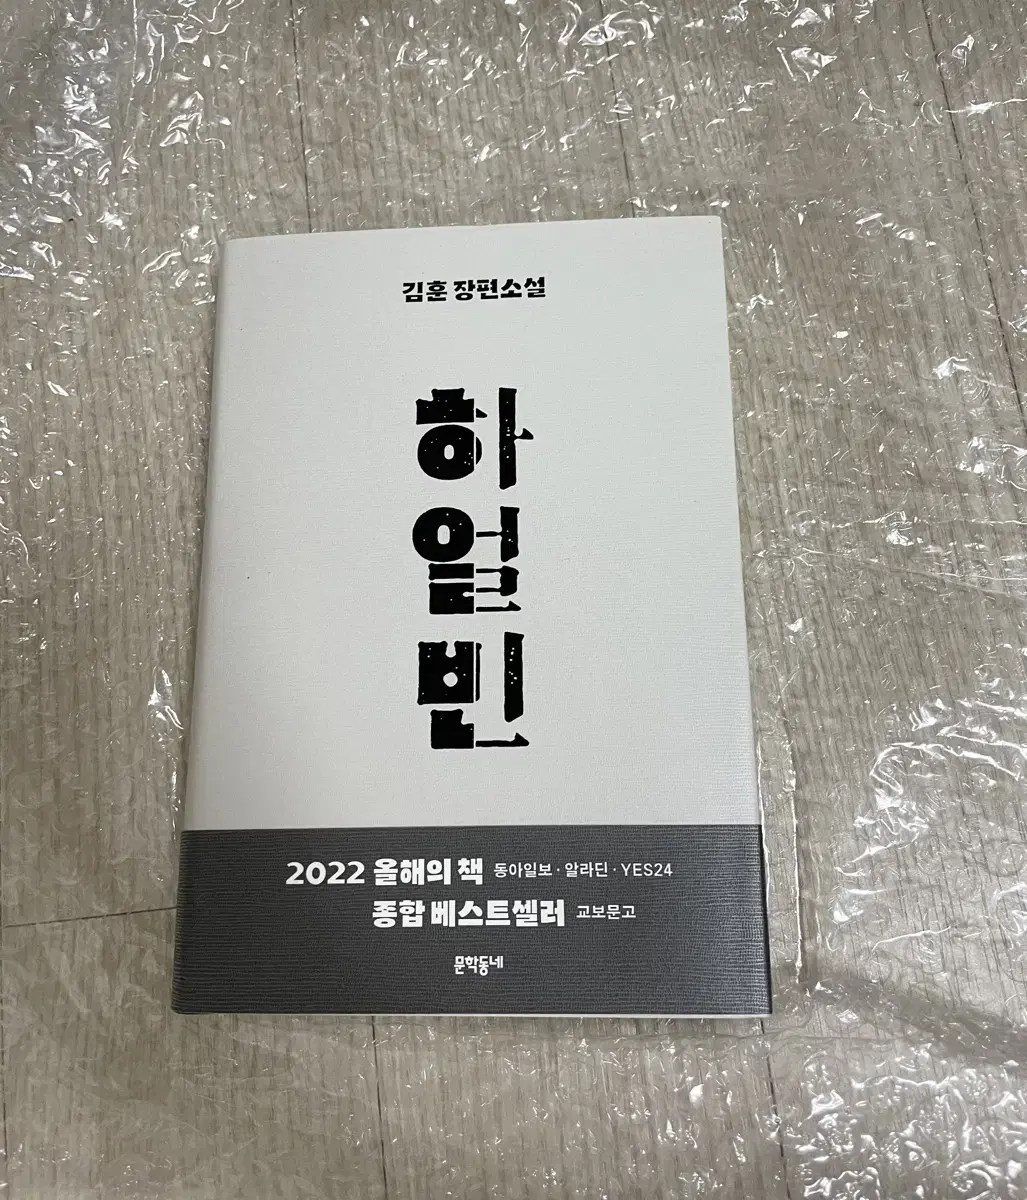 김훈 장편소설
하
얼
빈
2022 올해의 책 동아일보·알라딘·YES24
종합 베스트셀러 교보문고
문학동네